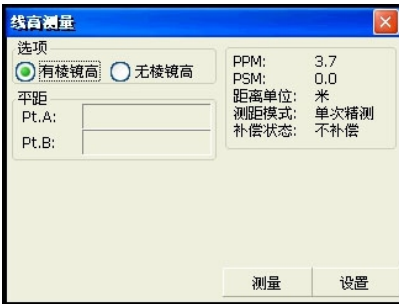 线高测量
选项
有棱镜高 无棱镜高
平距
Pt.A:
Pt.B:
PPM: 3.7
PSM: 0.0
距离单位: 米
测距模式: 单次精测
补偿状态: 不补偿
测量 设置